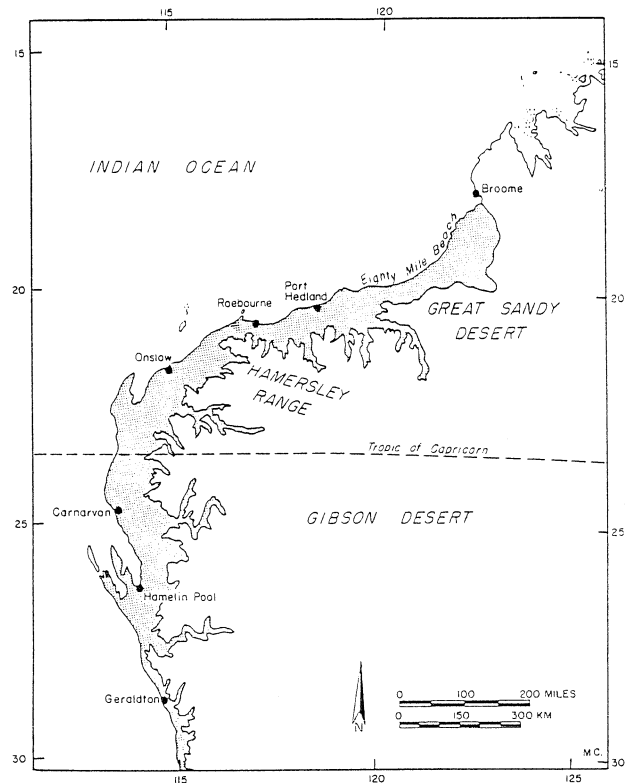 115
120
15
15
INDIAN OCEAN
Broome
Eighty Mile Beach
Port
Hedland
Roebourne
20
20
GREAT SANDY
DESERT
Onslow
HAMERSLEY
RANGE
Tropic of Capricorn
Carnarvon
GIBSON DESERT
25
25
Hamelin Pool
Geraldton
0 100 200 MILES
0 150 300 KM
N
M.C.
30
30
115
120
125